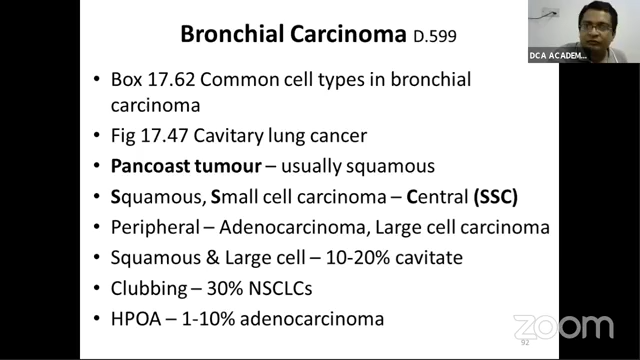 Bronchial Carcinoma D.599
DCA ACADEM...
• Box 17.62 Common cell types in bronchial
carcinoma
• Fig 17.47 Cavitary lung cancer
• Pancoast tumour – usually squamous
• Squamous, Small cell carcinoma – Central (SSC)
• Peripheral – Adenocarcinoma, Large cell carcinoma
• Squamous & Large cell – 10-20% cavitate
• Clubbing – 30% NSCLCs
• HPOA – 1-10% adenocarcinoma
zoom
92